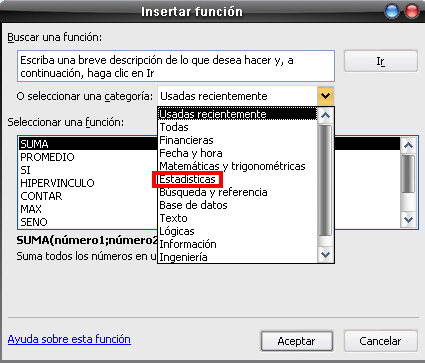 Insertar función
Buscar una función:
Escriba una breve descripción de lo que desea hacer y, a
continuación, haga clic en Ir
Ir
O seleccionar una categoría: Usadas recientemente
Usadas recientemente
Todas
Financieras
Fecha y hora
Matemáticas y trigonométricas
Estadísticas
Búsqueda y referencia
Base de datos
Texto
Lógicas
Información
Ingeniería
Seleccionar una función:
SUMA
PROMEDIO
SI
HIPERVINCULO
CONTAR
MAX
SENO
SUMA(número1;número2
Suma todos los números en u
Ayuda sobre esta función
Aceptar
Cancelar